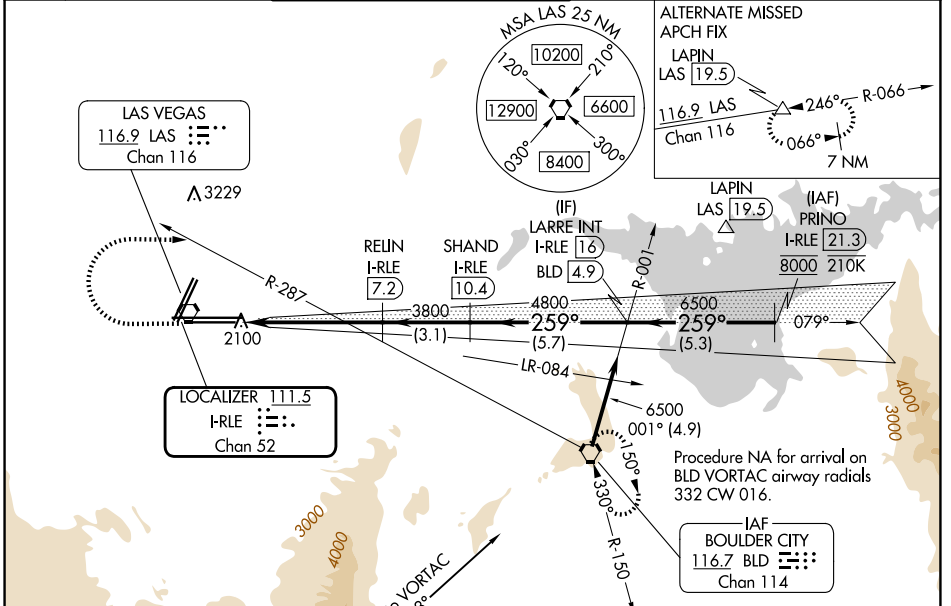 MSA LAS 25 NM
10200
120°
210°
12900
6600
030°
300°
8400
ALTERNATE MISSED
APCH FIX
LAPIN
LAS 19.5
116.9 LAS
Chan 116
246°
R-066
066°
7 NM
LAS VEGAS
116.9 LAS
Chan 116
3229
LAPIN
LAS 19.5
(IAF)
PRINO
I-RLE 21.3
8000 210K
(IF)
LARRE INT
I-RLE 16
BLD 4.9
RELIN
I-RLE
7.2
SHAND
I-RLE
10.4
R-001
R-287
3800
4800
6500
259°
259°
079°
(3.1)
(5.7)
(5.3)
2100
LR-084
LOCALIZER 111.5
I-RLE
Chan 52
6500
001° (4.9)
4000
3000
150°
330°
R-150
Procedure NA for arrival on
BLD VORTAC airway radials
332 CW 016.
IAF
BOULDER CITY
116.7 BLD
Chan 114
3000
4000
VORTAC